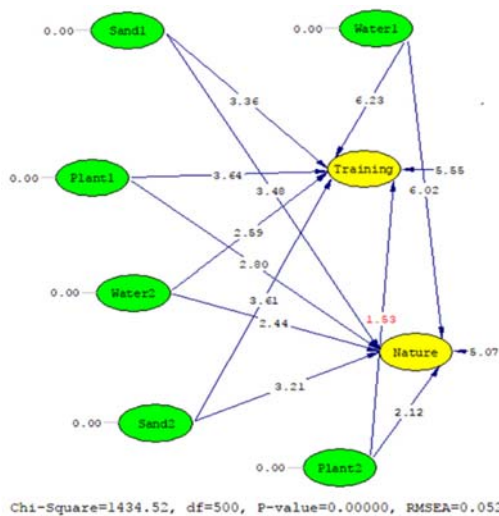 0.00 Sand1 0.00 Water1
3.36 6.23
Training 5.55
0.00 Plant1 3.64 3.48 6.02
2.59
2.80
0.00 Water2 3.61 1.53
2.44
Nature 5.07
3.21 2.12
0.00 Sand2
0.00 Plant2
Chi-Square=1434.52, df=500, P-value=0.00000,